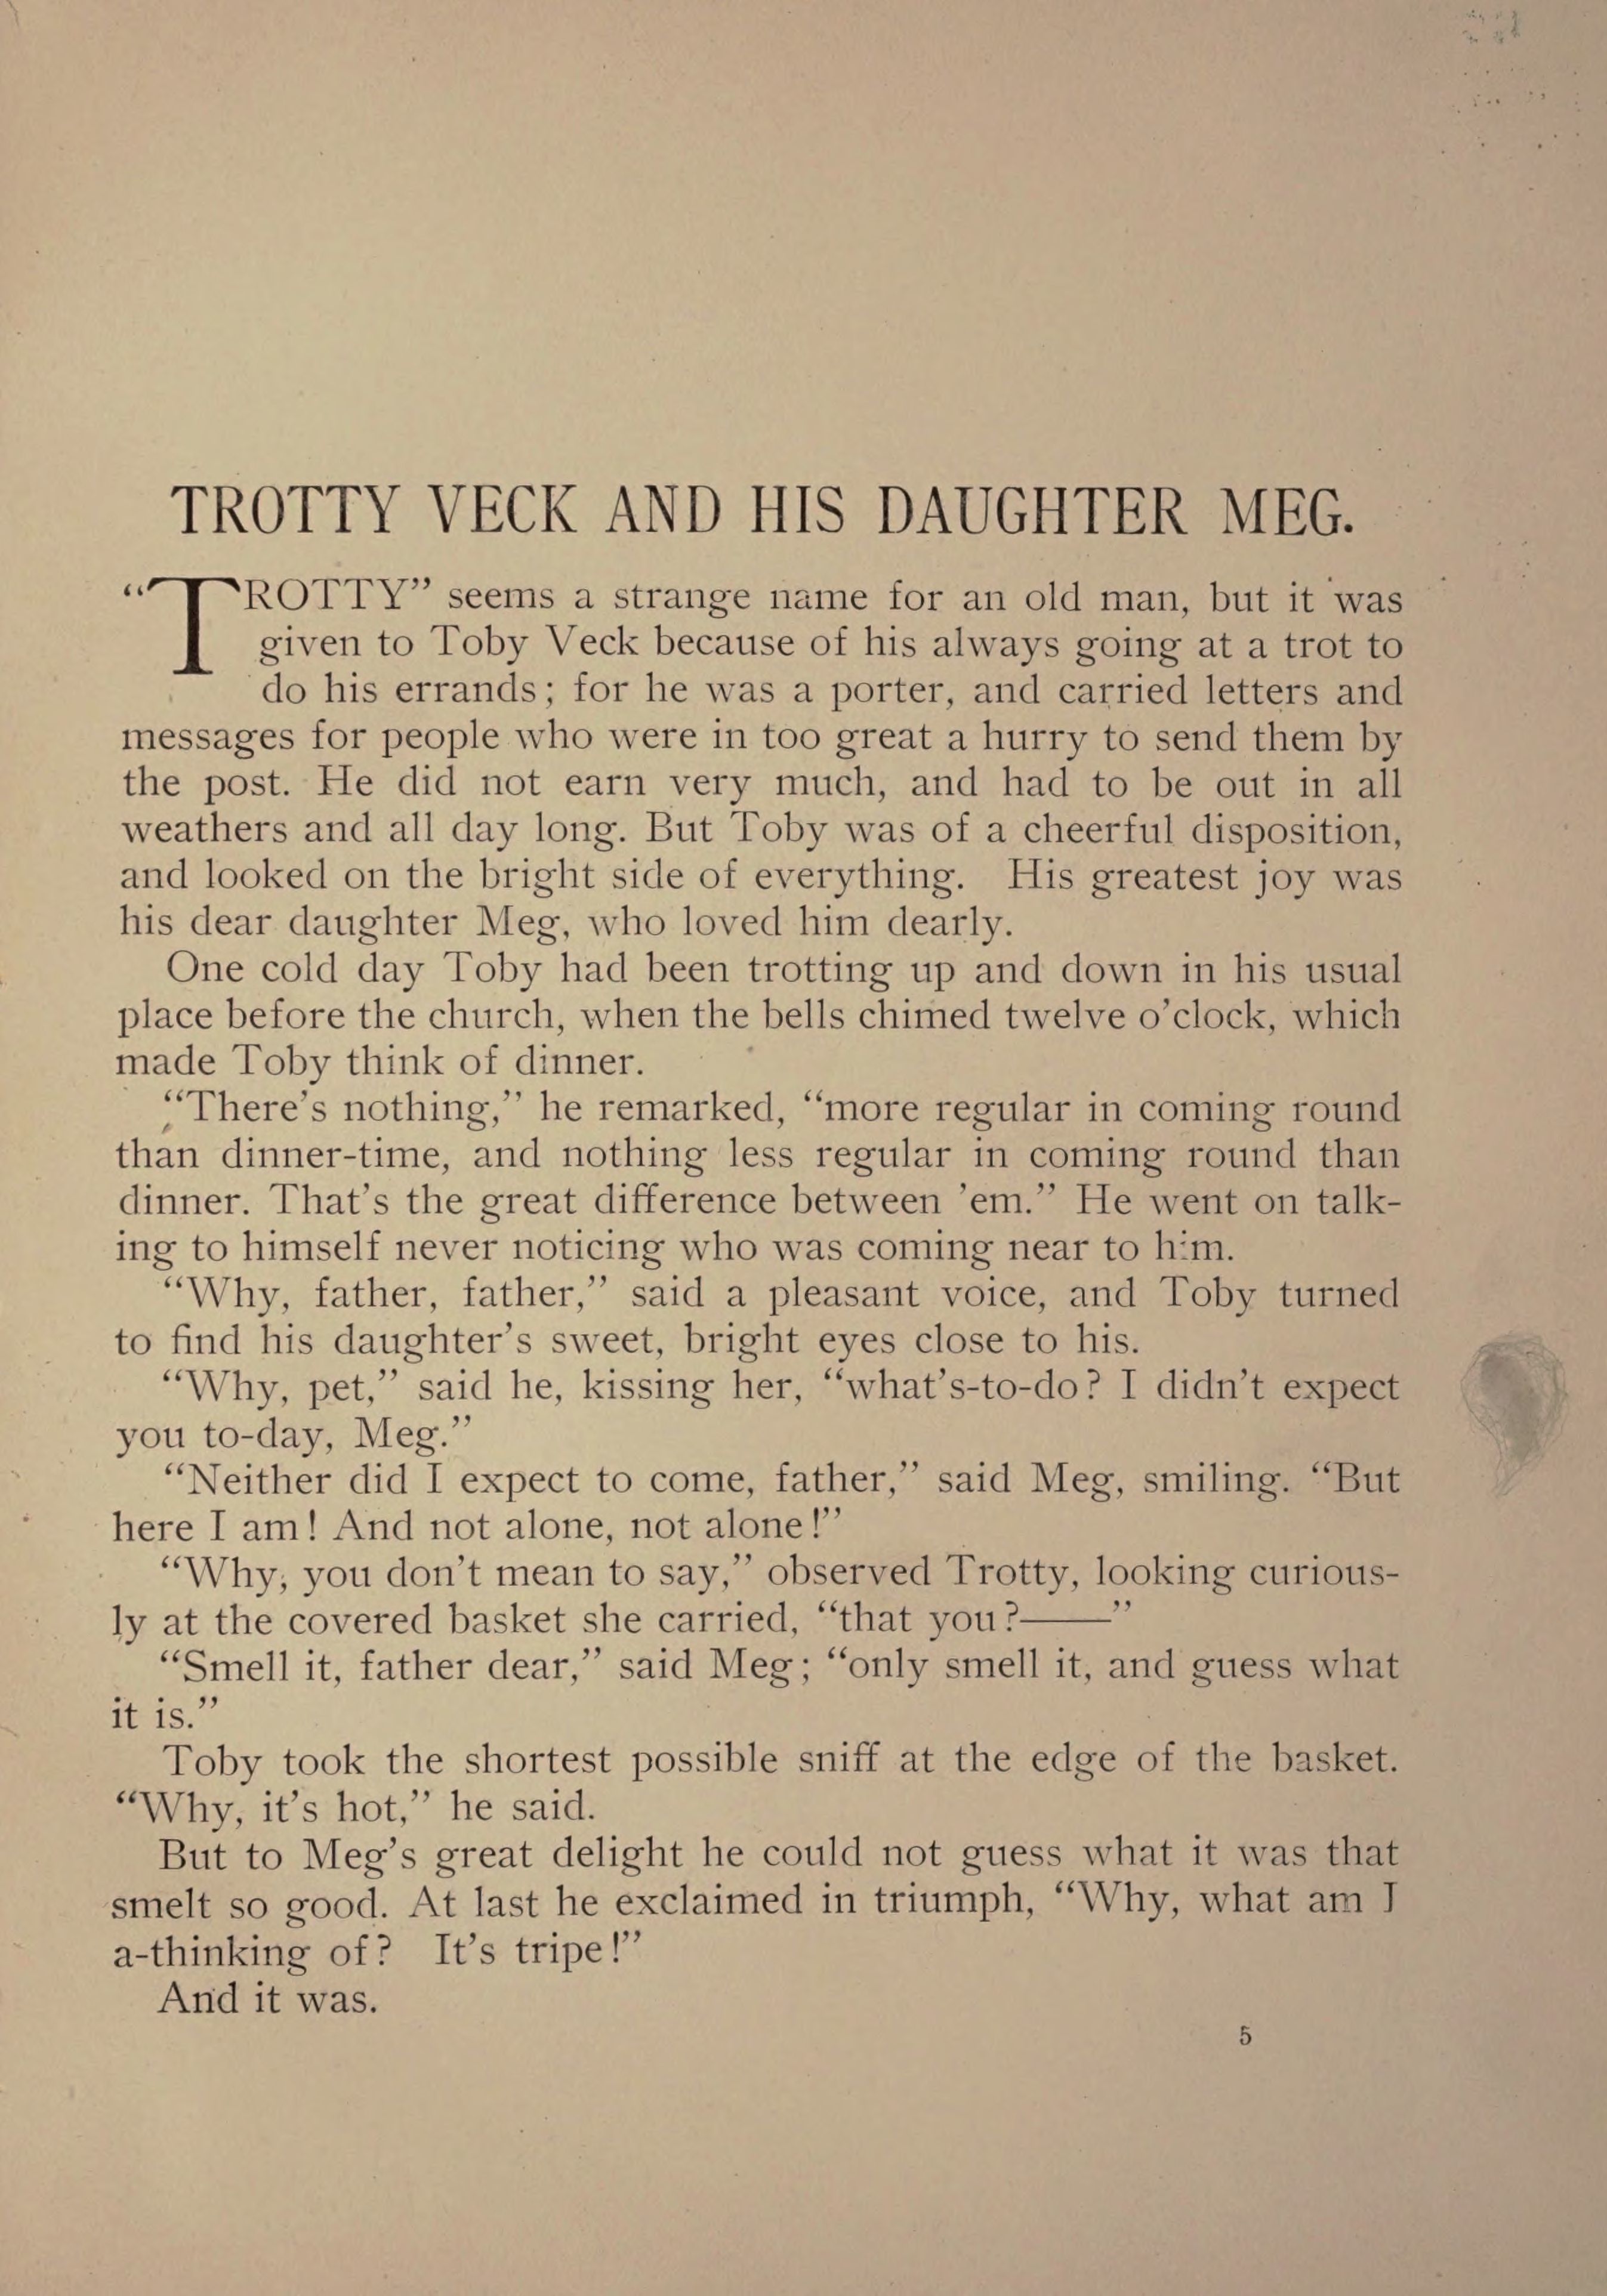 TROTTY VECK AND HIS DAUGHTER MEG.
“TROTTY” seems a strange name for an old man, but it was
given to Toby Veck because of his always going at a trot to
do his errands; for he was a porter, and carried letters and
messages for people who were in too great a hurry to send them by
the post. He did not earn very much, and had to be out in all
weathers and all day long. But Toby was of a cheerful disposition,
and looked on the bright side of everything. His greatest joy was
his dear daughter Meg, who loved him dearly.
One cold day Toby had been trotting up and down in his usual
place before the church, when the bells chimed twelve o’clock, which
made Toby think of dinner.
“There’s nothing,” he remarked, “more regular in coming round
than dinner-time, and nothing less regular in coming round than
dinner. That’s the great difference between ’em.” He went on talk-
ing to himself never noticing who was coming near to him.
“Why, father, father,” said a pleasant voice, and Toby turned
to find his daughter’s sweet, bright eyes close to his.
“Why, pet,” said he, kissing her, “what’s-to-do? I didn’t expect
you to-day, Meg.”
“Neither did I expect to come, father,” said Meg, smiling. “But
here I am! And not alone, not alone!”
“Why, you don’t mean to say,” observed Trotty, looking curious-
ly at the covered basket she carried, “that you?——”
“Smell it, father dear,” said Meg; “only smell it, and guess what
it is.”
Toby took the shortest possible sniff at the edge of the basket.
“Why, it’s hot,” he said.
But to Meg’s great delight he could not guess what it was that
smelt so good. At last he exclaimed in triumph, “Why, what am I
a-thinking of? It’s tripe!”
And it was.
5